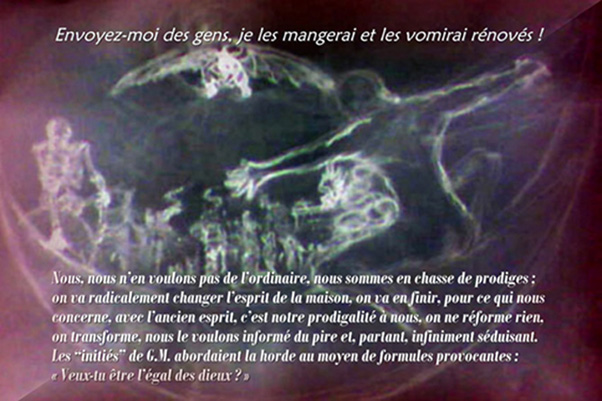 Envoyez-moi des gens, je les mangerai et les vomirai rénovés !
Nous, nous n'en voulons pas de l'ordinaire, nous sommes en chasse de prodiges ;
on va radicalement changer l'esprit de la maison, on va en finir, pour ce qui nous
concerne, avec l'ancien esprit, c'est notre prodigalité à nous, on ne réforme rien,
on transforme, nous le voulons informé du pire et, partant, infiniment séduisant.
Les “initiés” de G.M. abordaient la horde au moyen de formules provocantes :
« Veux-tu être l'égal des dieux ? »